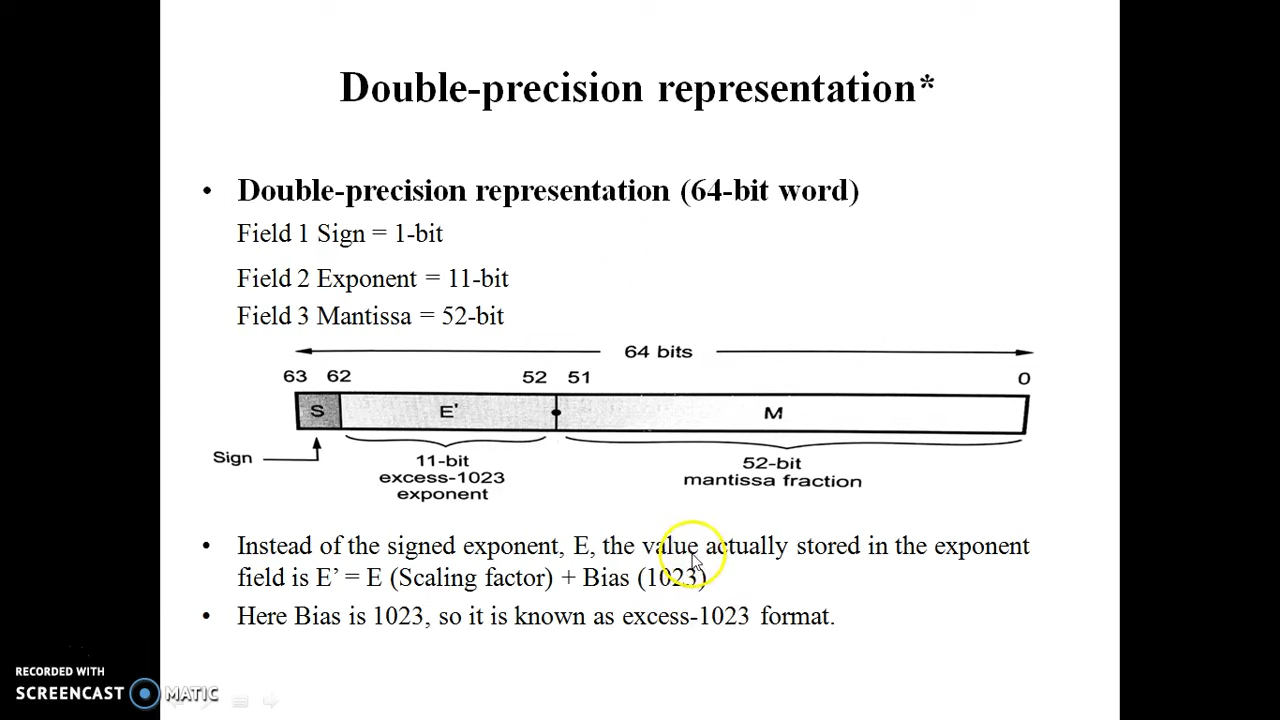 Double-precision representation*
• Double-precision representation (64-bit word)
Field 1 Sign = 1-bit
Field 2 Exponent = 11-bit
Field 3 Mantissa = 52-bit
64 bits
63 62 52 51 0
S E' M
Sign
11-bit
excess-1023
exponent
52-bit
mantissa fraction
• Instead of the signed exponent, E, the value actually stored in the exponent
field is E’ = E (Scaling factor) + Bias (1023)
• Here Bias is 1023, so it is known as excess-1023 format.
RECORDED WITH
SCREENCAST MATIC